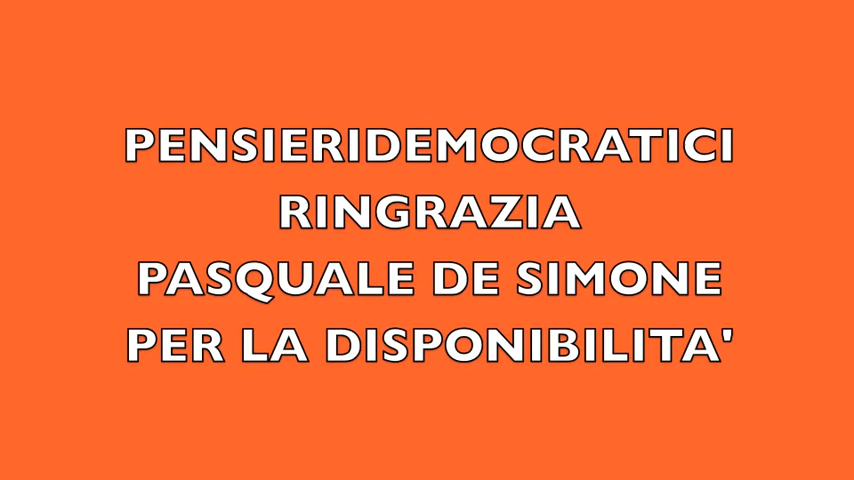 PENSIERIDEMOCRATICI
RINGRAZIA
PASQUALE DE SIMONE
PER LA DISPONIBILITA'